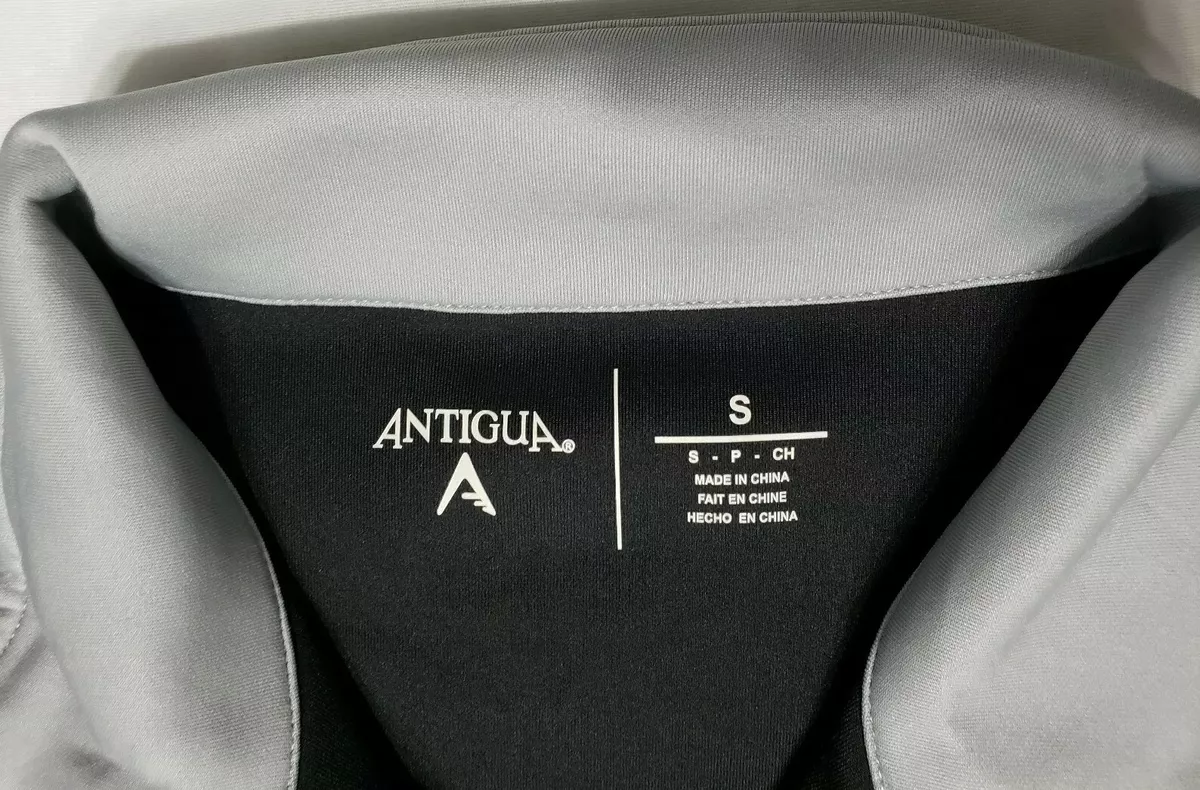 ANTIGUA®
S
S - P - CH
MADE IN CHINA
FAIT EN CHINE
HECHO EN CHINA